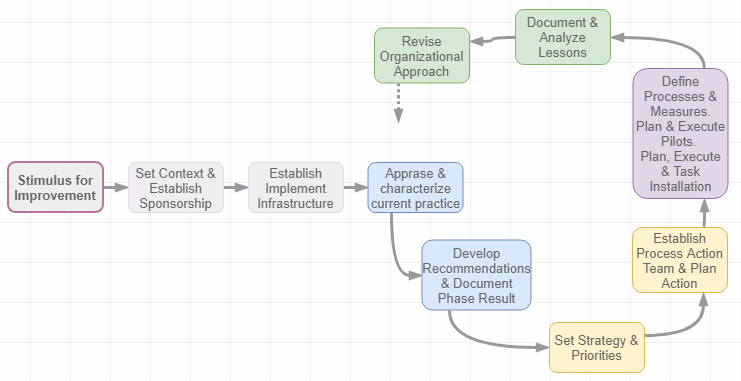 Stimulus for
Improvement
Set Context &
Establish
Sponsorship
Establish
Implement
Infrastructure
Apprase &
characterize
current practice
Develop
Recommendations
& Document
Phase Result
Set Strategy &
Priorities
Establish
Process Action
Team & Plan
Action
Define
Processes &
Measures.
Plan & Execute
Pilots.
Plan, Execute
& Task
Installation
Document &
Analyze
Lessons
Revise
Organizational
Approach